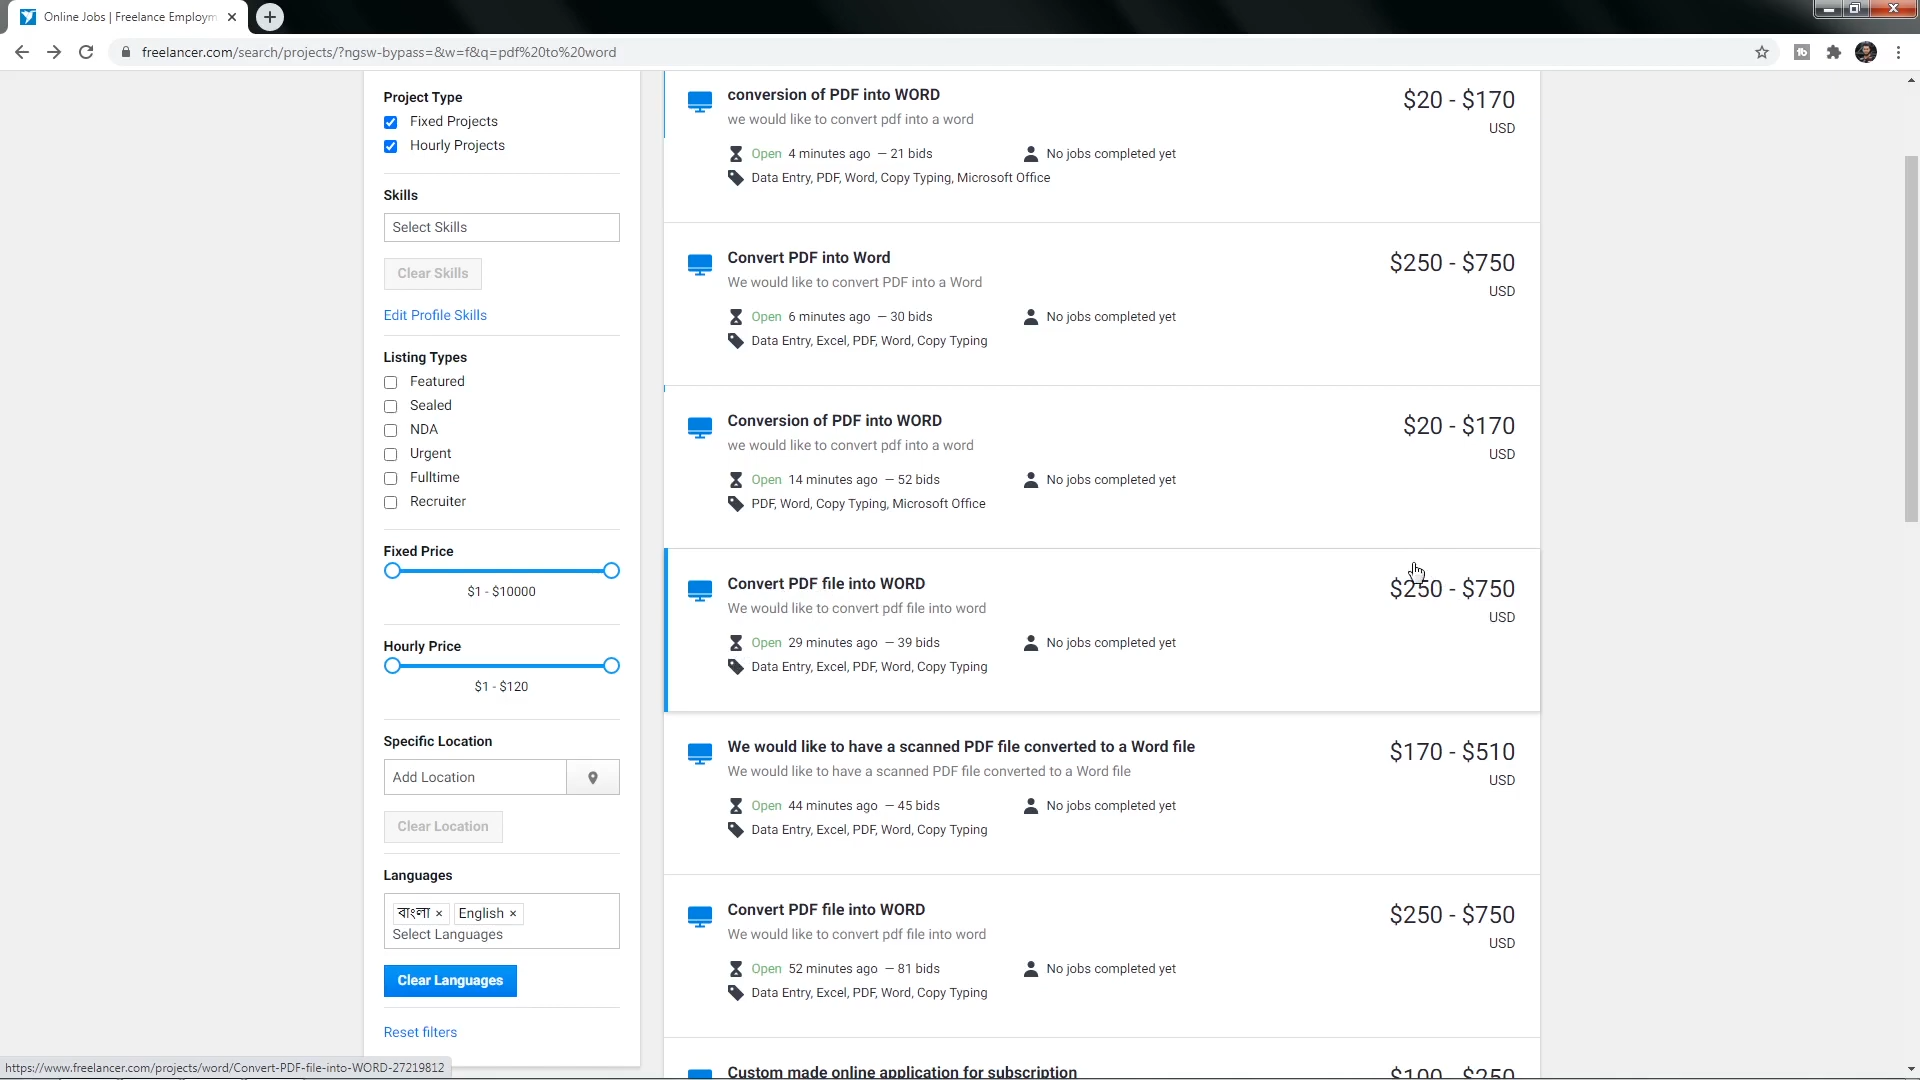 Online Jobs | Freelance Employm
freelancer.com/search/projects/?ngsw-bypass=&w=f&q=pdf%20to%20word
Project Type
Fixed Projects
Hourly Projects
Skills
Select Skills
Clear Skills
Edit Profile Skills
Listing Types
Featured
Sealed
NDA
Urgent
Fulltime
Recruiter
Fixed Price
$1 - $10000
Hourly Price
$1 - $120
Specific Location
Add Location
Clear Location
Languages
বাংলা × English ×
Select Languages
Clear Languages
Reset filters
conversion of PDF into WORD
$20 - $170
we would like to convert pdf into a word
USD
Open 4 minutes ago — 21 bids No jobs completed yet
Data Entry, PDF, Word, Copy Typing, Microsoft Office
Convert PDF into Word
$250 - $750
We would like to convert PDF into a Word
USD
Open 6 minutes ago — 30 bids No jobs completed yet
Data Entry, Excel, PDF, Word, Copy Typing
Conversion of PDF into WORD
$20 - $170
we would like to convert pdf into a word
USD
Open 14 minutes ago — 52 bids No jobs completed yet
PDF, Word, Copy Typing, Microsoft Office
Convert PDF file into WORD
$250 - $750
We would like to convert pdf file into word
USD
Open 29 minutes ago — 39 bids No jobs completed yet
Data Entry, Excel, PDF, Word, Copy Typing
We would like to have a scanned PDF file converted to a Word file
$170 - $510
We would like to have a scanned PDF file converted to a Word file
USD
Open 44 minutes ago — 45 bids No jobs completed yet
Data Entry, Excel, PDF, Word, Copy Typing
Convert PDF file into WORD
$250 - $750
We would like to convert pdf file into word
USD
Open 52 minutes ago — 81 bids No jobs completed yet
Data Entry, Excel, PDF, Word, Copy Typing
Custom made online application for subscription
$100 - $250
https://www.freelancer.com/projects/word/Convert-PDF-file-into-WORD-27219812